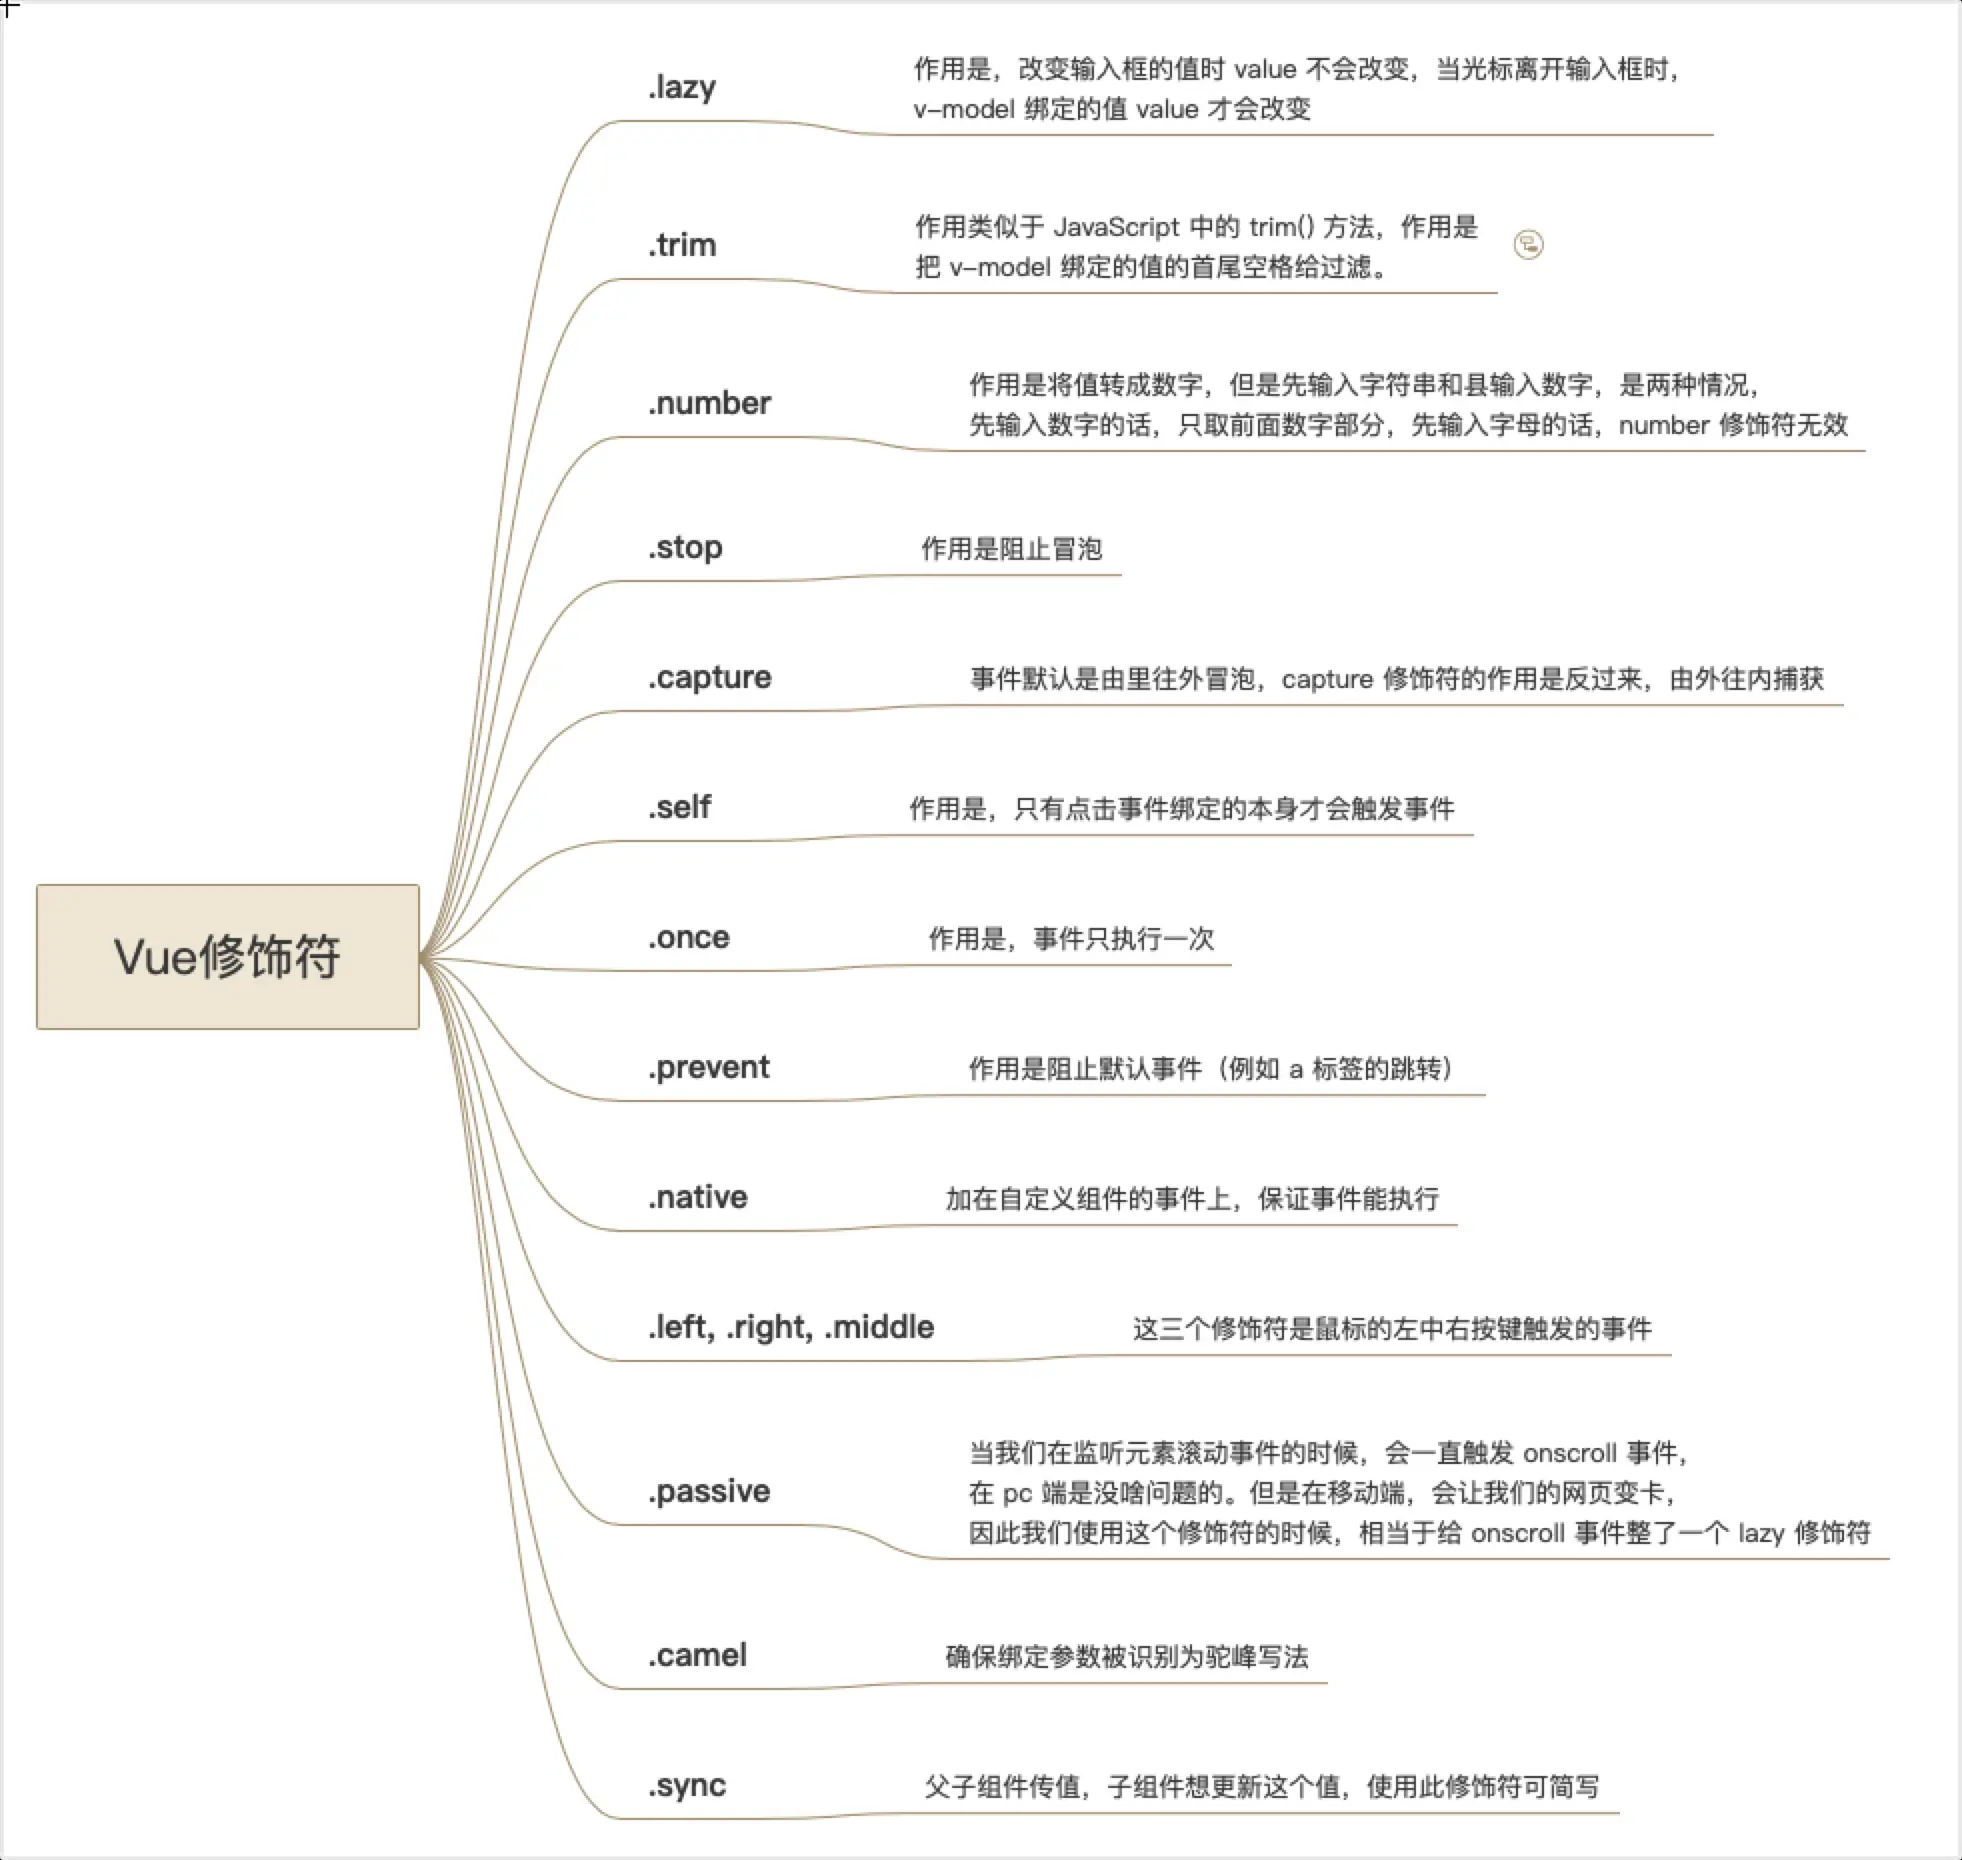 .lazy
作用是，改变输入框的值时 value 不会改变，当光标离开输入框时，
v-model 绑定的值 value 才会改变
.trim
作用类似于 JavaScript 中的 trim() 方法，作用是
把 v-model 绑定的值的首尾空格给过滤。
.number
作用是将值转成数字，但是先输入字符串和县输入数字，是两种情况，
先输入数字的话，只取前面数字部分，先输入字母的话，number 修饰符无效
.stop
作用是阻止冒泡
.capture
事件默认是由里往外冒泡，capture 修饰符的作用是反过来，由外往内捕获
.self
作用是，只有点击事件绑定的本身才会触发事件
Vue修饰符
.once
作用是，事件只执行一次
.prevent
作用是阻止默认事件（例如 a 标签的跳转）
.native
加在自定义组件的事件上，保证事件能执行
.left, .right, .middle
这三个修饰符是鼠标的左中右按键触发的事件
.passive
当我们在监听元素滚动事件的时候，会一直触发 onscroll 事件，
在 pc 端是没啥问题的。但是在移动端，会让我们的网页变卡，
因此我们使用这个修饰符的时候，相当于给 onscroll 事件整了一个 lazy 修饰符
.camel
确保绑定参数被识别为驼峰写法
.sync
父子组件传值，子组件想更新这个值，使用此修饰符可简写